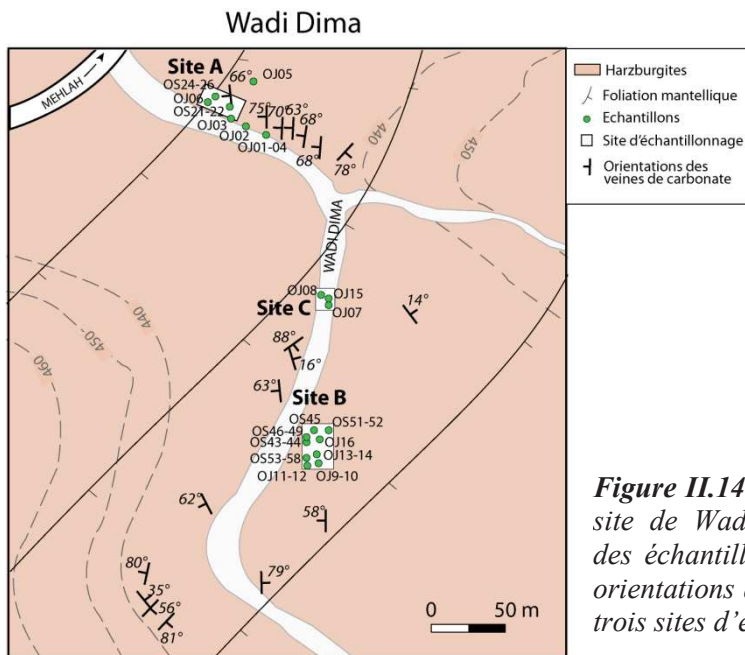 Wadi Dima
MEHLAH
Site A
OS24-26
OJ06
OS21-22
OJ03
OJ02
OJ01-04
OJ05
66°
75°
70°
63°
68°
68°
78°
440
450
WADI DIMA
OJ08
OJ15
OJ07
Site C
14°
88°
16°
63°
440
450
460
Site B
OS45
OS51-52
OS46-49
OS43-44
OJ16
OJ13-14
OS53-58
OJ11-12
OJ9-10
62°
58°
79°
80°
35°
56°
81°
0 50 m
Harzburgites
Foliation mantellique
Echantillons
Site d'échantillonnage
Orientations des
veines de carbonate
Figure II.14
site de Wad
des échantill
orientations
trois sites d'é